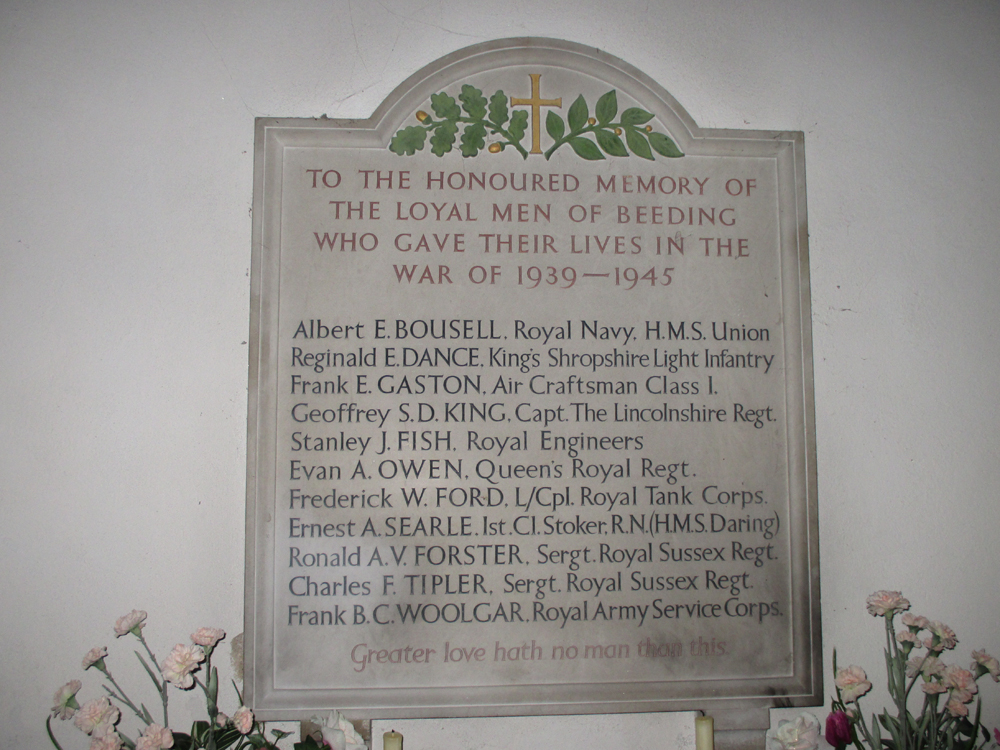 TO THE HONOURED MEMORY OF
THE LOYAL MEN OF BEEDING
WHO GAVE THEIR LIVES IN THE
WAR OF 1939—1945
Albert E. BOUSELL, Royal Navy, H.M.S. Union
Reginald E. DANCE, King's Shropshire Light Infantry
Frank E. GASTON, Air Craftsman Class I.
Geoffrey S.D. KING, Capt. The Lincolnshire Regt.
Stanley J. FISH, Royal Engineers
Evan A. OWEN, Queen's Royal Regt.
Frederick W. FORD, L/Cpl. Royal Tank Corps.
Ernest A. SEARLE, Ist. Cl. Stoker, R.N. (H.M.S. Daring)
Ronald A.V. FORSTER, Sergt. Royal Sussex Regt.
Charles F. TIPLER, Sergt. Royal Sussex Regt.
Frank B.C. WOOLGAR, Royal Army Service Corps.
Greater love hath no man than this.